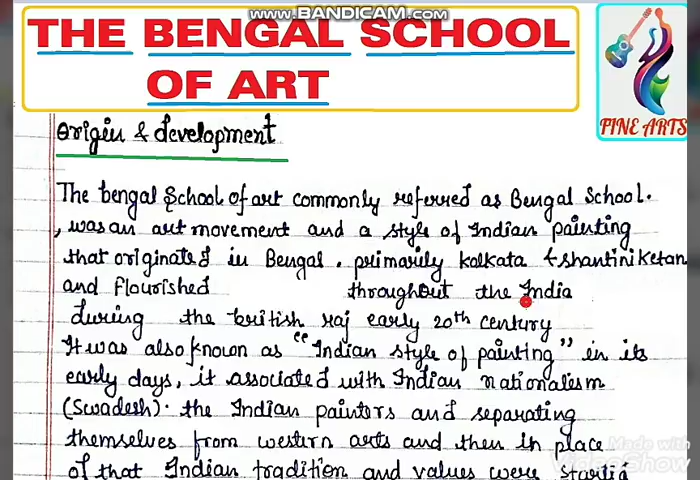 www.BANDICAM.com
THE BENGAL SCHOOL
OF ART
FINE ARTS
Origin & development
The bengal School of art commonly referred as Bengal School.
, was an art movement and a style of Indian painting
that originated in Bengal. primarily Kolkata & Shantiniketan
and flourished throughout the India
during the british raj early 20th century
It was also known as "Indian style of painting" in its
early days, it associated with Indian nationalism
(Swadesh). the Indian painters and separating
themselves from western arts and then in place
of that Indian tradition and values were started
Made with
VideoShow